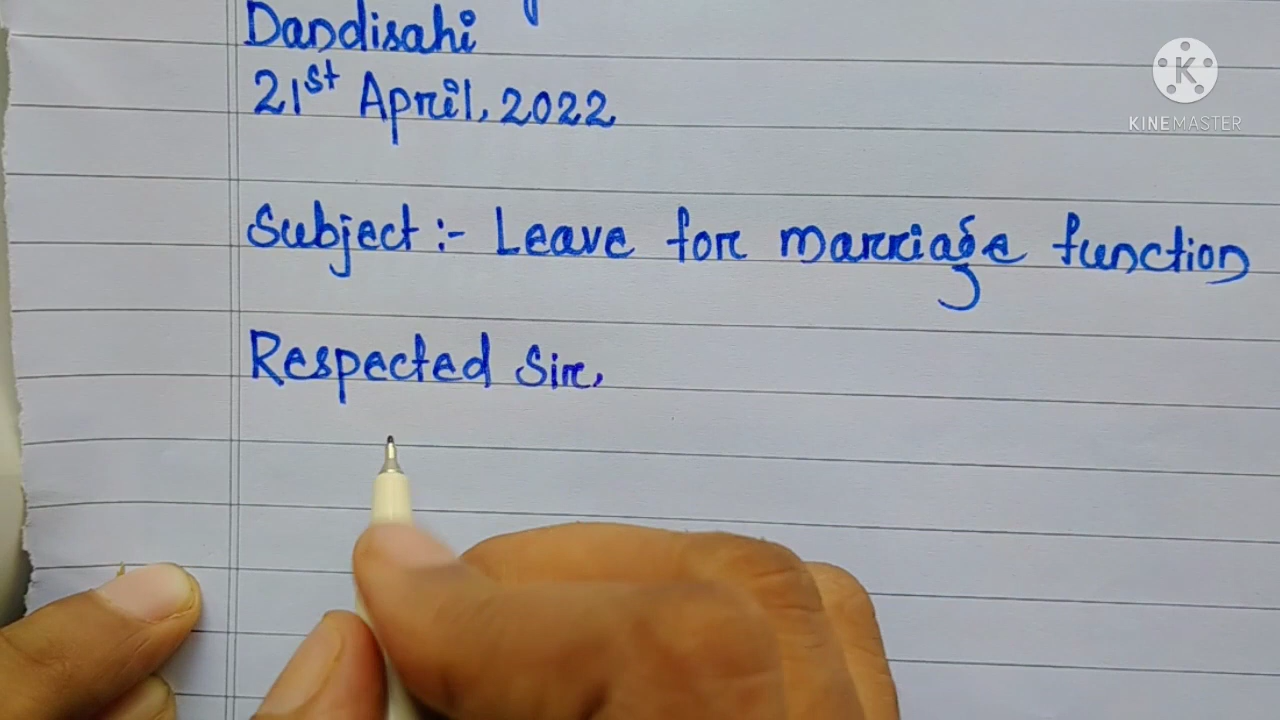 Dandisahi
21st April, 2022
Subject:- Leave for marriage function
Respected Sir,
K
KINEMASTER